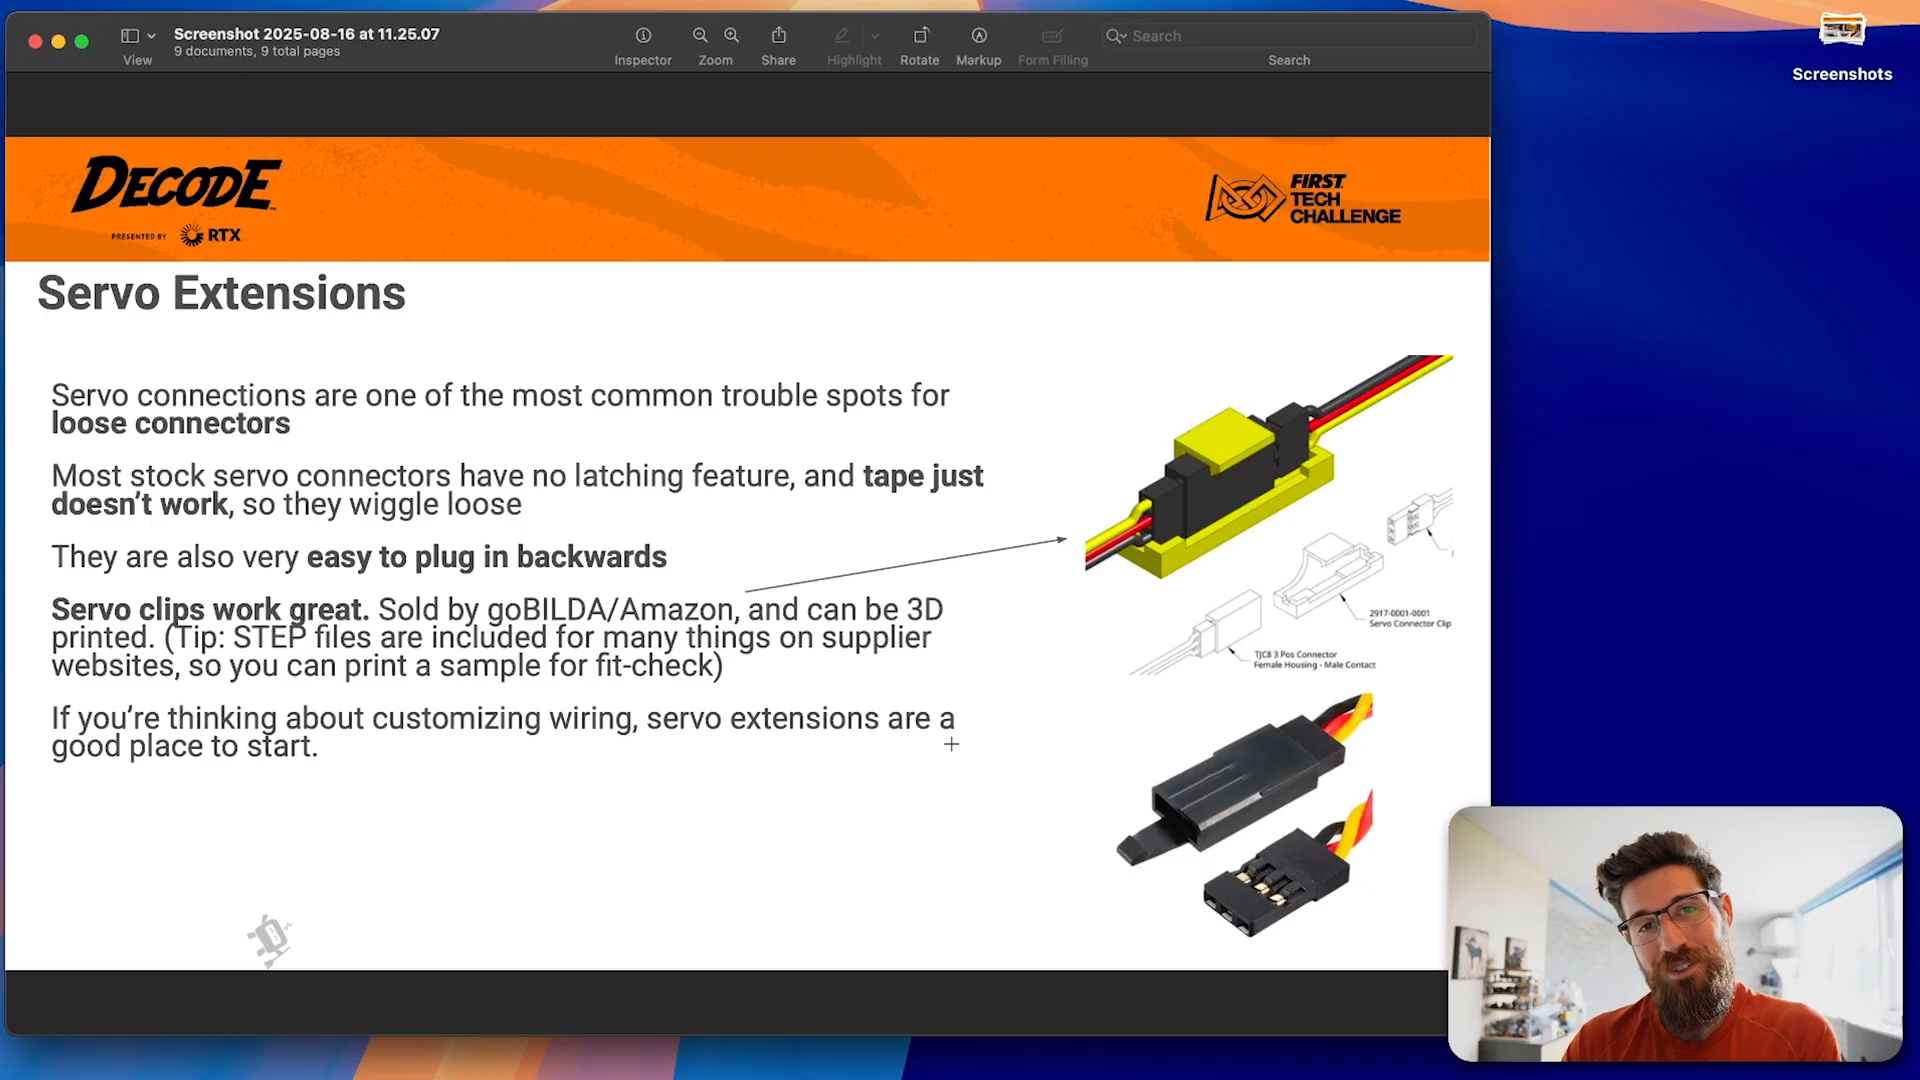 Screenshot 2025-08-16 at 11.25.07
9 documents, 9 total pages
View
Inspector
Zoom
Share
Highlight
Rotate
Markup
Form Filling
Search
Search
Screenshots
DECODE
PRESENTED BY RTX
FIRST
TECH
CHALLENGE
Servo Extensions
Servo connections are one of the most common trouble spots for
loose connectors
Most stock servo connectors have no latching feature, and tape just
doesn’t work, so they wiggle loose
They are also very easy to plug in backwards
Servo clips work great. Sold by goBILDA/Amazon, and can be 3D
printed. (Tip: STEP files are included for many things on supplier
websites, so you can print a sample for fit-check)
If you’re thinking about customizing wiring, servo extensions are a
good place to start.
2917-0001-0001
Servo Connector Clip
TJC8 3 Pos Connector
Female Housing - Male Contact